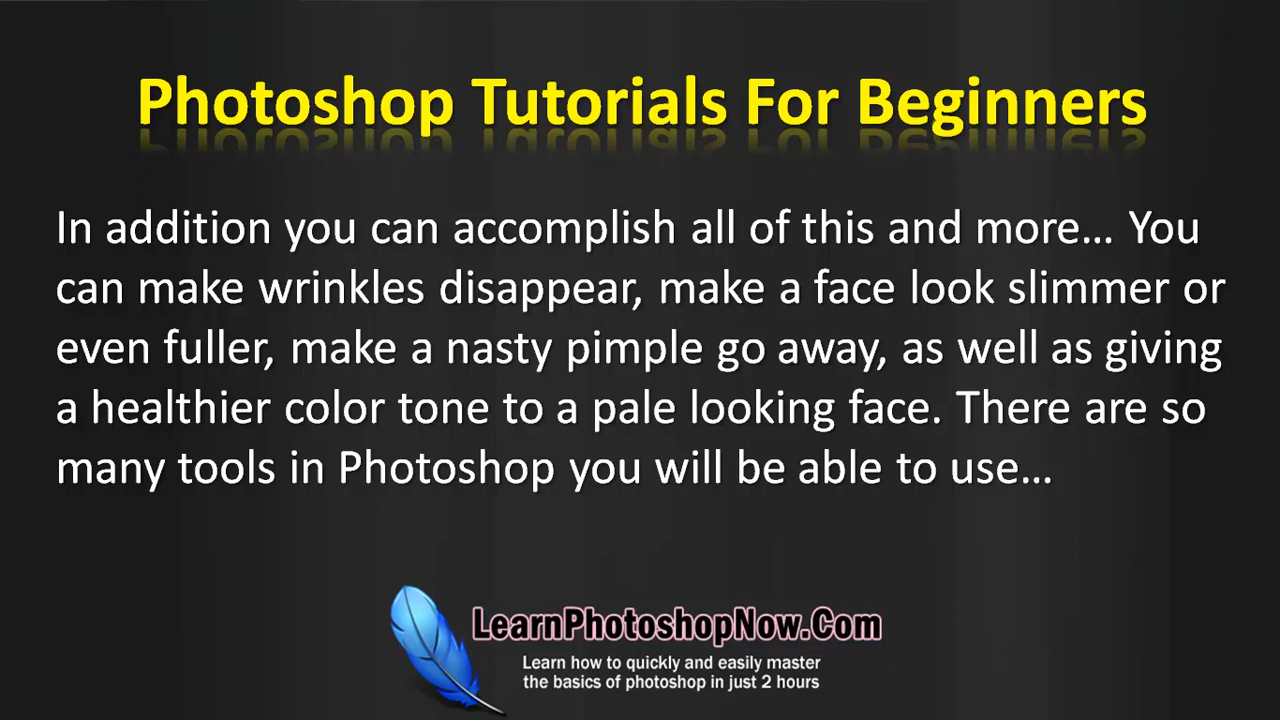 Photoshop Tutorials For Beginners
In addition you can accomplish all of this and more… You
can make wrinkles disappear, make a face look slimmer or
even fuller, make a nasty pimple go away, as well as giving
a healthier color tone to a pale looking face. There are so
many tools in Photoshop you will be able to use…
LearnPhotoshopNow.Com
Learn how to quickly and easily master
the basics of photoshop in just 2 hours